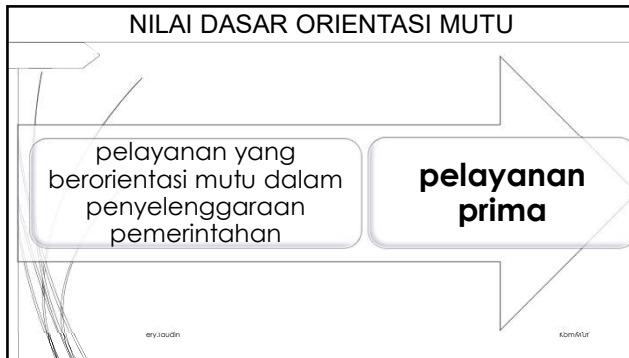 NILAI DASAR ORIENTASI MUTU
pelayanan yang
berorientasi mutu dalam
penyelenggaraan
pemerintahan
pelayanan
prima